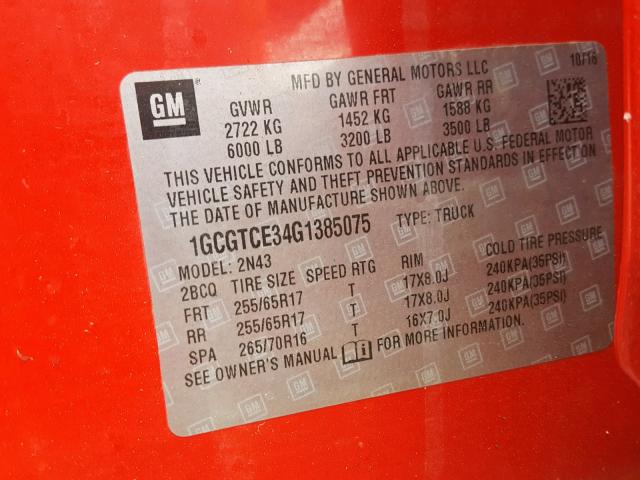 MFD BY GENERAL MOTORS LLC 10/16
GM
GVWR GAWR FRT GAWR RR
2722 KG 1452 KG 1588 KG
6000 LB 3200 LB 3500 LB
THIS VEHICLE CONFORMS TO ALL APPLICABLE U.S. FEDERAL MOTOR
VEHICLE SAFETY AND THEFT PREVENTION STANDARDS IN EFFECT ON
THE DATE OF MANUFACTURE SHOWN ABOVE.
1GCGTCE34G1385075 TYPE: TRUCK
MODEL: 2N43
2BCQ TIRE SIZE SPEED RTG RIM COLD TIRE PRESSURE
FRT 255/65R17 T 17X8.0J 240KPA(35PSI)
RR 255/65R17 T 17X8.0J 240KPA(35PSI)
SPA 265/70R16 T 16X7.0J 240KPA(35PSI)
SEE OWNER'S MANUAL FOR MORE INFORMATION.